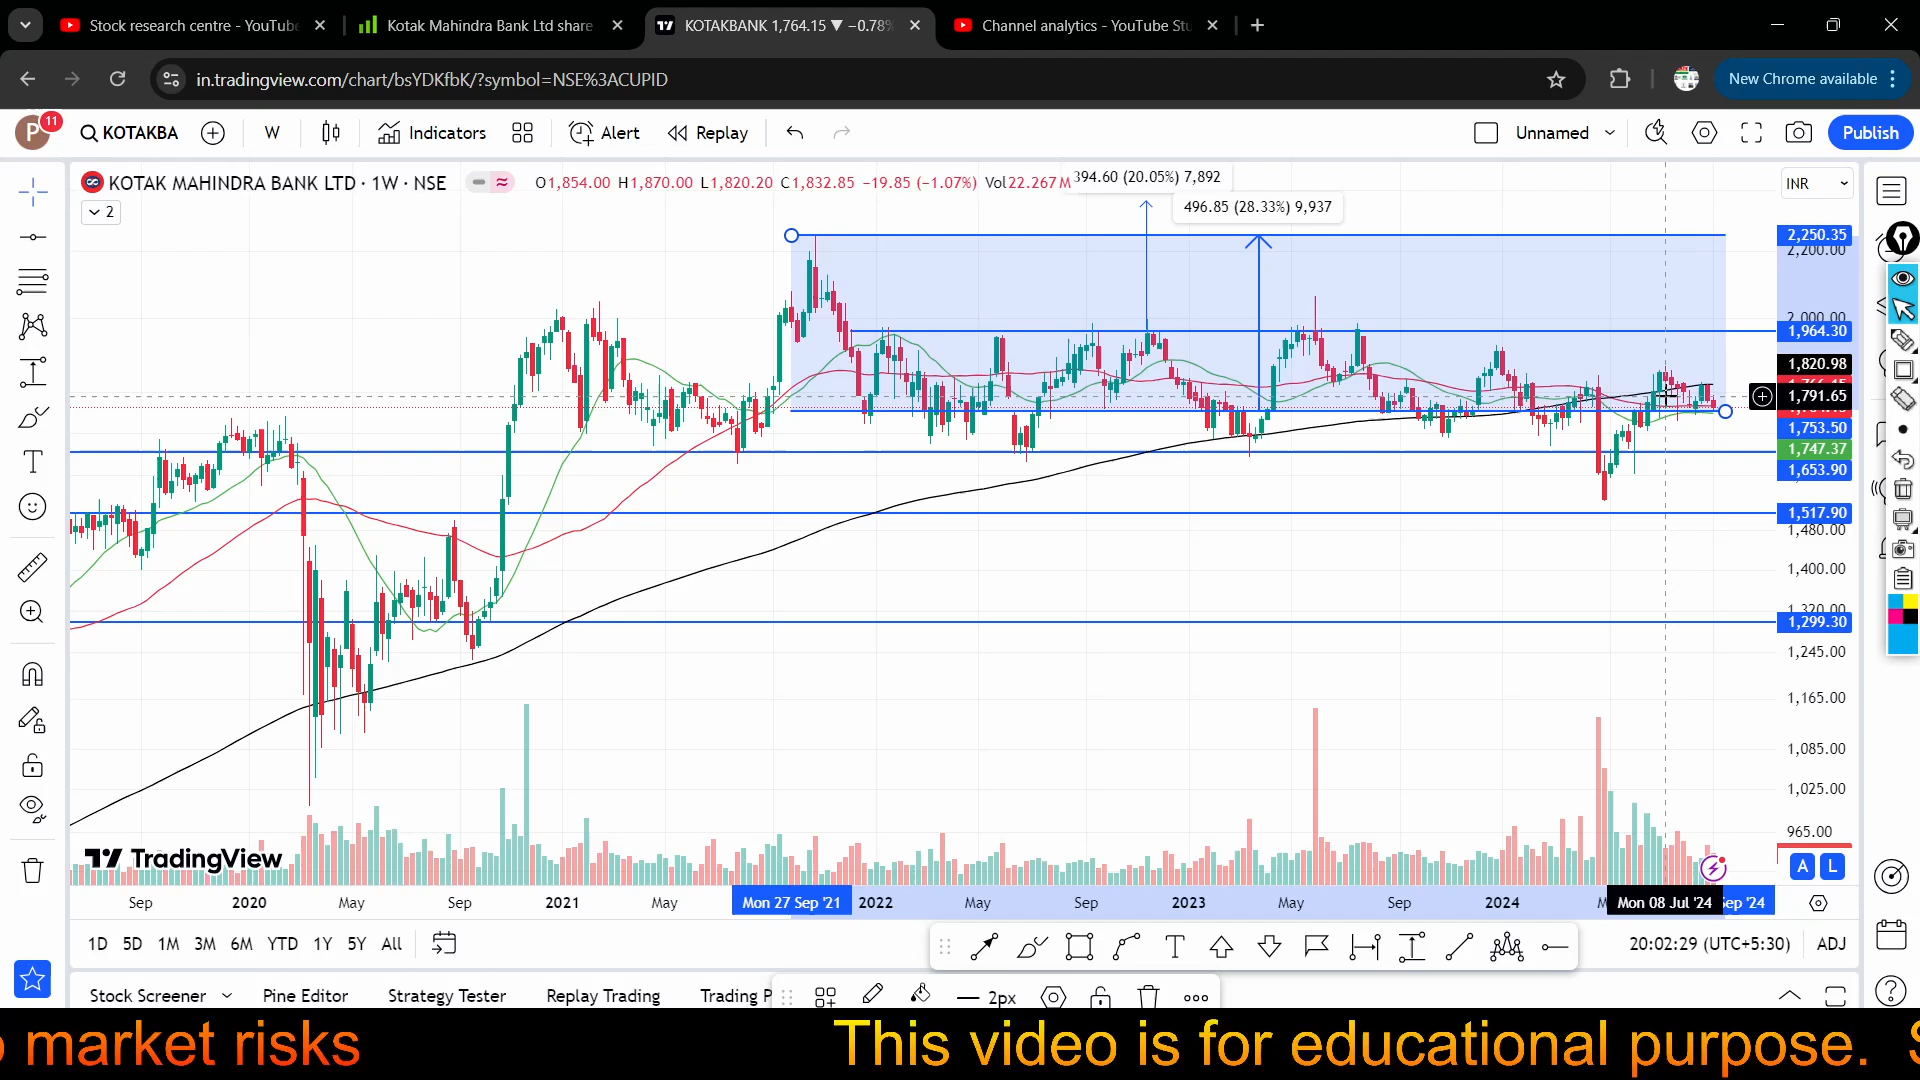 Stock research centre - YouTube
Kotak Mahindra Bank Ltd share
KOTAKBANK 1,764.15 ▼ −0.78%
Channel analytics - YouTube Stu
in.tradingview.com/chart/bsYDKfbK/?symbol=NSE%3ACUPID
New Chrome available
P
11
KOTAKBA
W
Indicators
Alert
Replay
Unnamed
Publish
KOTAK MAHINDRA BANK LTD · 1W · NSE
O1,854.00 H1,870.00 L1,820.20 C1,832.85 −19.85 (−1.07%) Vol22.267M
394.60 (20.05%) 7,892
INR
2
496.85 (28.33%) 9,937
2,250.35
2,200.00
2,000.00
1,964.30
1,820.98
1,791.65
1,753.50
1,747.37
1,653.90
1,517.90
1,480.00
1,400.00
1,320.00
1,299.30
1,245.00
1,165.00
1,085.00
1,025.00
965.00
TradingView
A L
Sep 2020 May Sep 2021 May Mon 27 Sep '21 2022 May Sep 2023 May Sep 2024 Mon 08 Jul '24 Sep '24
1D 5D 1M 3M 6M YTD 1Y 5Y All
20:02:29 (UTC+5:30) ADJ
T
Stock Screener Pine Editor Strategy Tester Replay Trading Trading P
2px
market risks
This video is for educational purpose.